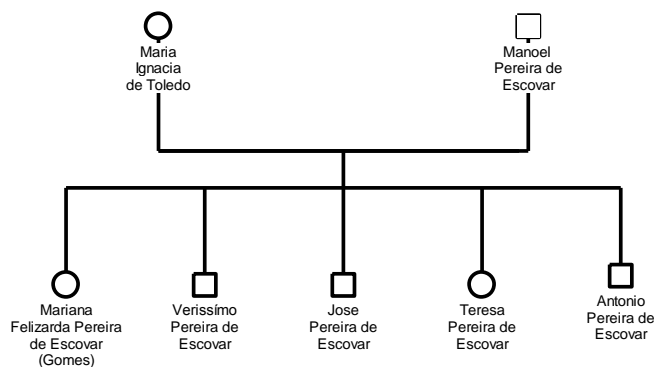 Maria
Ignacia
de Toledo
Manoel
Pereira de
Escovar
Mariana
Felizarda Pereira
de Escovar
(Gomes)
Verissímo
Pereira de
Escovar
Jose
Pereira de
Escovar
Teresa
Pereira de
Escovar
Antonio
Pereira de
Escovar